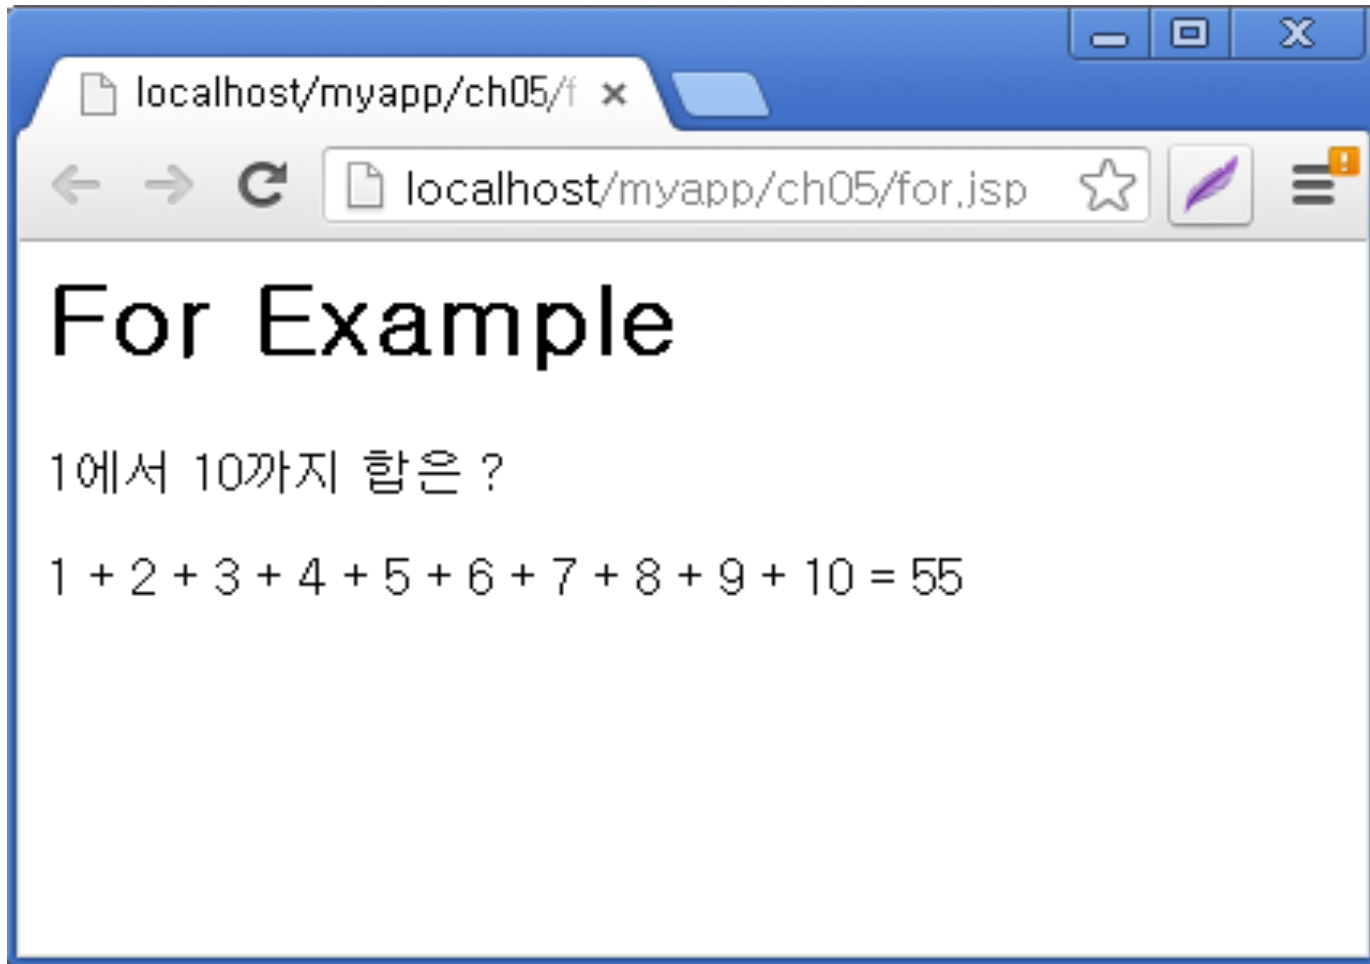 localhost/myapp/ch05/f
localhost/myapp/ch05/for.jsp
For Example
1에서 10까지 합은 ?
1 + 2 + 3 + 4 + 5 + 6 + 7 + 8 + 9 + 10 = 55